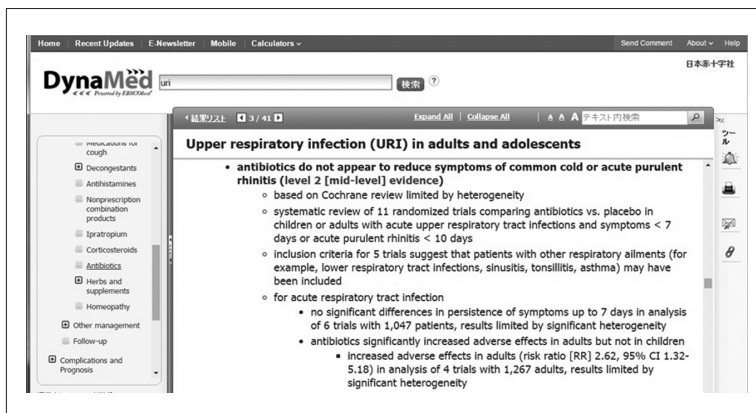 Home Recent Updates E-Newsletter Mobile Calculators Send Comment About Help
日本赤十字社
DynaMed uri 検索 ?
Powered by EBSCOhost
結果リスト 3 / 41 Expand All Collapse All A A A テキスト内検索
ツール
Upper respiratory infection (URI) in adults and adolescents
Medications for
cough
Decongestants
Antihistamines
Nonprescription
combination
products
Ipratropium
Corticosteroids
Antibiotics
Herbs and
supplements
Homeopathy
Other management
Follow-up
Complications and
Prognosis
• antibiotics do not appear to reduce symptoms of common cold or acute purulent
rhinitis (level 2 [mid-level] evidence)
based on Cochrane review limited by heterogeneity
systematic review of 11 randomized trials comparing antibiotics vs. placebo in
children or adults with acute upper respiratory tract infections and symptoms < 7
days or acute purulent rhinitis < 10 days
inclusion criteria for 5 trials suggest that patients with other respiratory ailments (for
example, lower respiratory tract infections, sinusitis, tonsillitis, asthma) may have
been included
for acute respiratory tract infection
• no significant differences in persistence of symptoms up to 7 days in analysis
of 6 trials with 1,047 patients, results limited by significant heterogeneity
• antibiotics significantly increased adverse effects in adults but not in children
▪ increased adverse effects in adults (risk ratio [RR] 2.62, 95% CI 1.32-
5.18) in analysis of 4 trials with 1,267 adults, results limited by
significant heterogeneity